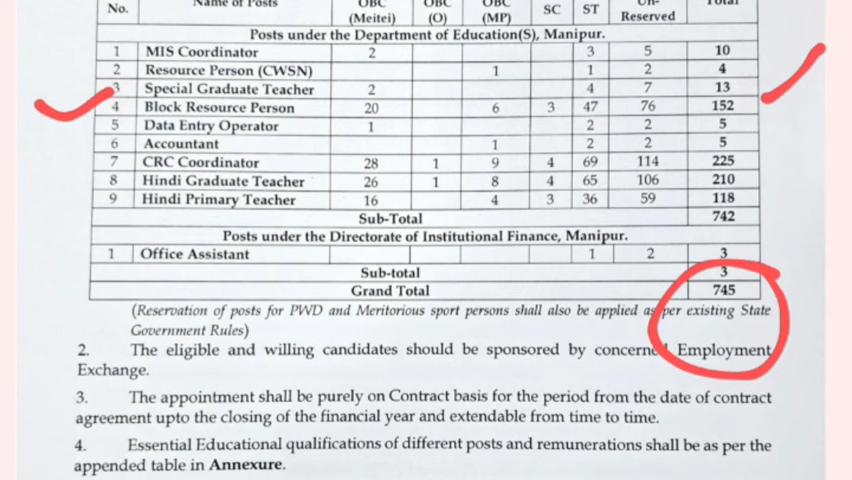 No. Name of Posts OBC (Meitei) OBC (O) OBC (MP) SC ST Un-Reserved Total
Posts under the Department of Education(S), Manipur.
1 MIS Coordinator 2 3 5 10
2 Resource Person (CWSN) 1 1 2 4
3 Special Graduate Teacher 2 4 7 13
4 Block Resource Person 20 6 3 47 76 152
5 Data Entry Operator 1 2 2 5
6 Accountant 1 2 2 5
7 CRC Coordinator 28 1 9 4 69 114 225
8 Hindi Graduate Teacher 26 1 8 4 65 106 210
9 Hindi Primary Teacher 16 4 3 36 59 118
Sub-Total 742
Posts under the Directorate of Institutional Finance, Manipur.
1 Office Assistant 1 2 3
Sub-total 3
Grand Total 745
(Reservation of posts for PWD and Meritorious sport persons shall also be applied as per existing State
Government Rules)
2. The eligible and willing candidates should be sponsored by concerned Employment
Exchange.
3. The appointment shall be purely on Contract basis for the period from the date of contract
agreement upto the closing of the financial year and extendable from time to time.
4. Essential Educational qualifications of different posts and remunerations shall be as per the
appended table in Annexure.